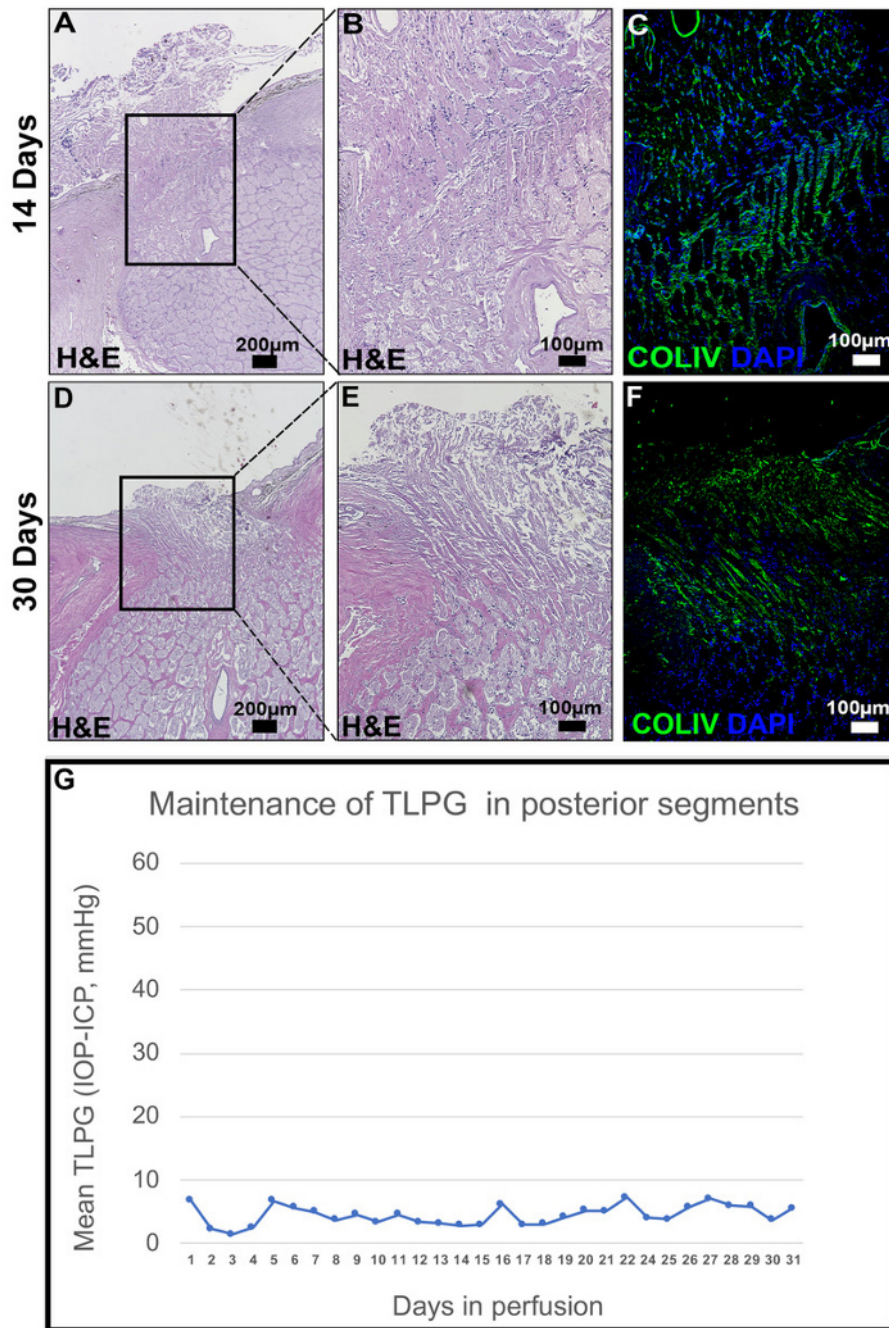 14 Days
A
H&E
200µm
B
H&E
100µm
C
COLIV DAPI
100µm
30 Days
D
H&E
200µm
E
H&E
100µm
F
COLIV DAPI
100µm
G
Maintenance of TLPG in posterior segments
Mean TLPG (IOP-ICP, mmHg)
60
50
40
30
20
10
0
1 2 3 4 5 6 7 8 9 10 11 12 13 14 15 16 17 18 19 20 21 22 24 25 26 27 28 29 30 31
Days in perfusion